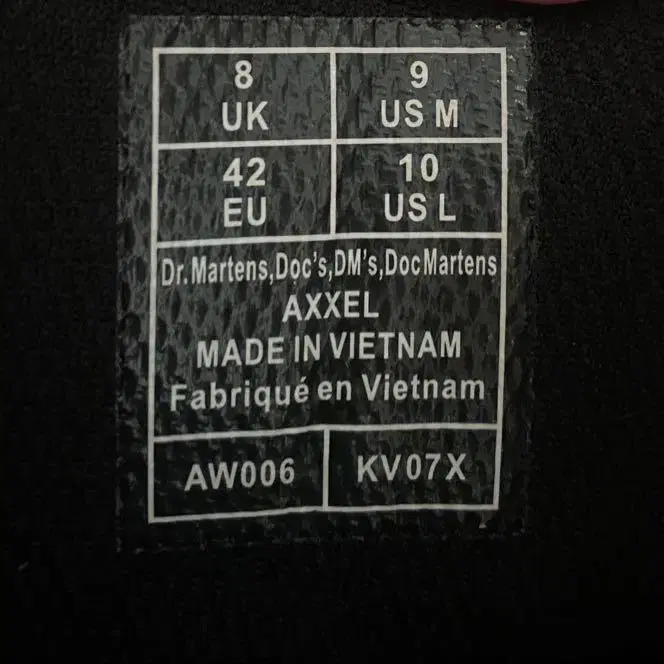 8
UK
9
US M
42
EU
10
US L
Dr.Martens,Doc's,DM's,DocMartens
AXXEL
MADE IN VIETNAM
Fabriqué en Vietnam
AW006
KV07X